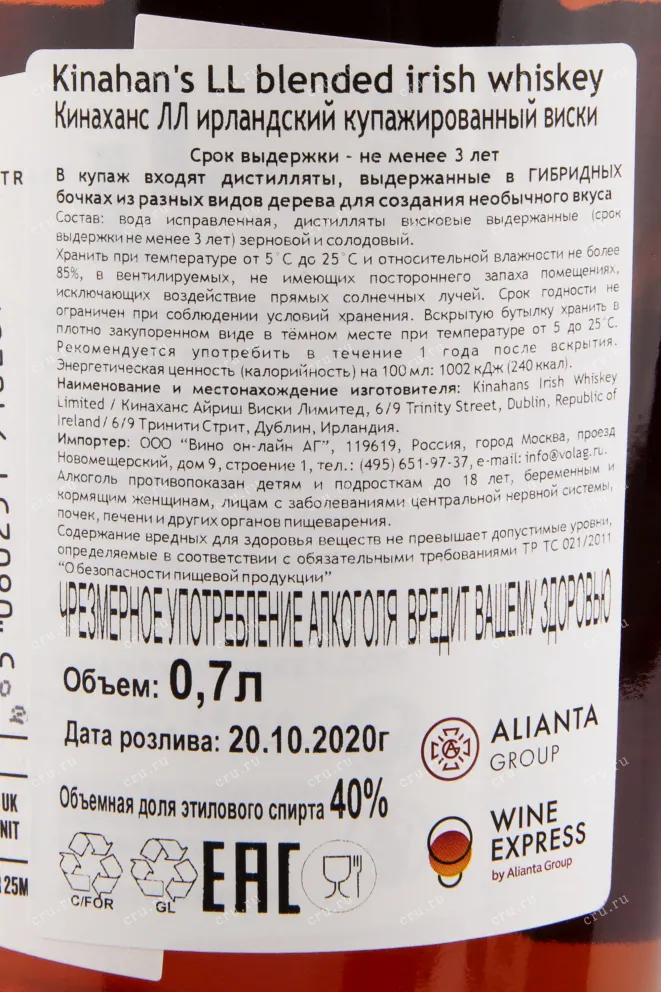 Kinahan's LL blended irish whiskey
Кинаханс ЛЛ ирландский купажированный виски
Срок выдержки - не менее 3 лет
В купаж входят дистилляты, выдержанные в ГИБРИДНЫХ
бочках из разных видов дерева для создания необычного вкуса
Состав: вода исправленная, дистилляты висковые выдержанные (срок
выдержки не менее 3 лет) зерновой и солодовый.
Хранить при температуре от 5°С до 25°С и относительной влажности не более
85%, в вентилируемых, не имеющих постороннего запаха помещениях,
исключающих воздействие прямых солнечных лучей. Срок годности не
ограничен при соблюдении условий хранения. Вскрытую бутылку хранить в
плотно закупоренном виде в тёмном месте при температуре от 5 до 25°С.
Рекомендуется употребить в течение 1 года после вскрытия.
Энергетическая ценность (калорийность) на 100 мл: 1002 кДж (240 ккал).
Наименование и местонахождение изготовителя: Kinahans Irish Whiskey
Limited / Кинаханс Айриш Виски Лимитед, 6/9 Trinity Street, Dublin, Republic of
Ireland / 6/9 Тринити Стрит, Дублин, Ирландия.
Импортер: ООО "Вино он-лайн АГ", 119619, Россия, город Москва, проезд
Новомещерский, дом 9, строение 1, тел.: (495) 651-97-37, e-mail: info@volag.ru.
Алкоголь противопоказан детям и подросткам до 18 лет, беременным и
кормящим женщинам, лицам с заболеваниями центральной нервной системы,
почек, печени и других органов пищеварения.
Содержание вредных для здоровья веществ не превышает допустимые уровни,
определяемые в соответствии с обязательными требованиями ТР ТС 021/2011
"О безопасности пищевой продукции"
ЧРЕЗМЕРНОЕ УПОТРЕБЛЕНИЕ АЛКОГОЛЯ ВРЕДИТ ВАШЕМУ ЗДОРОВЬЮ
Объем: 0,7л
Дата розлива: 20.10.2020г
ALIANTA
GROUP
Объемная доля этилового спирта 40%
WINE
EXPRESS
by Alianta Group
C/FOR
GL
EAC
TR
UK
NIT
25M
cru.ru